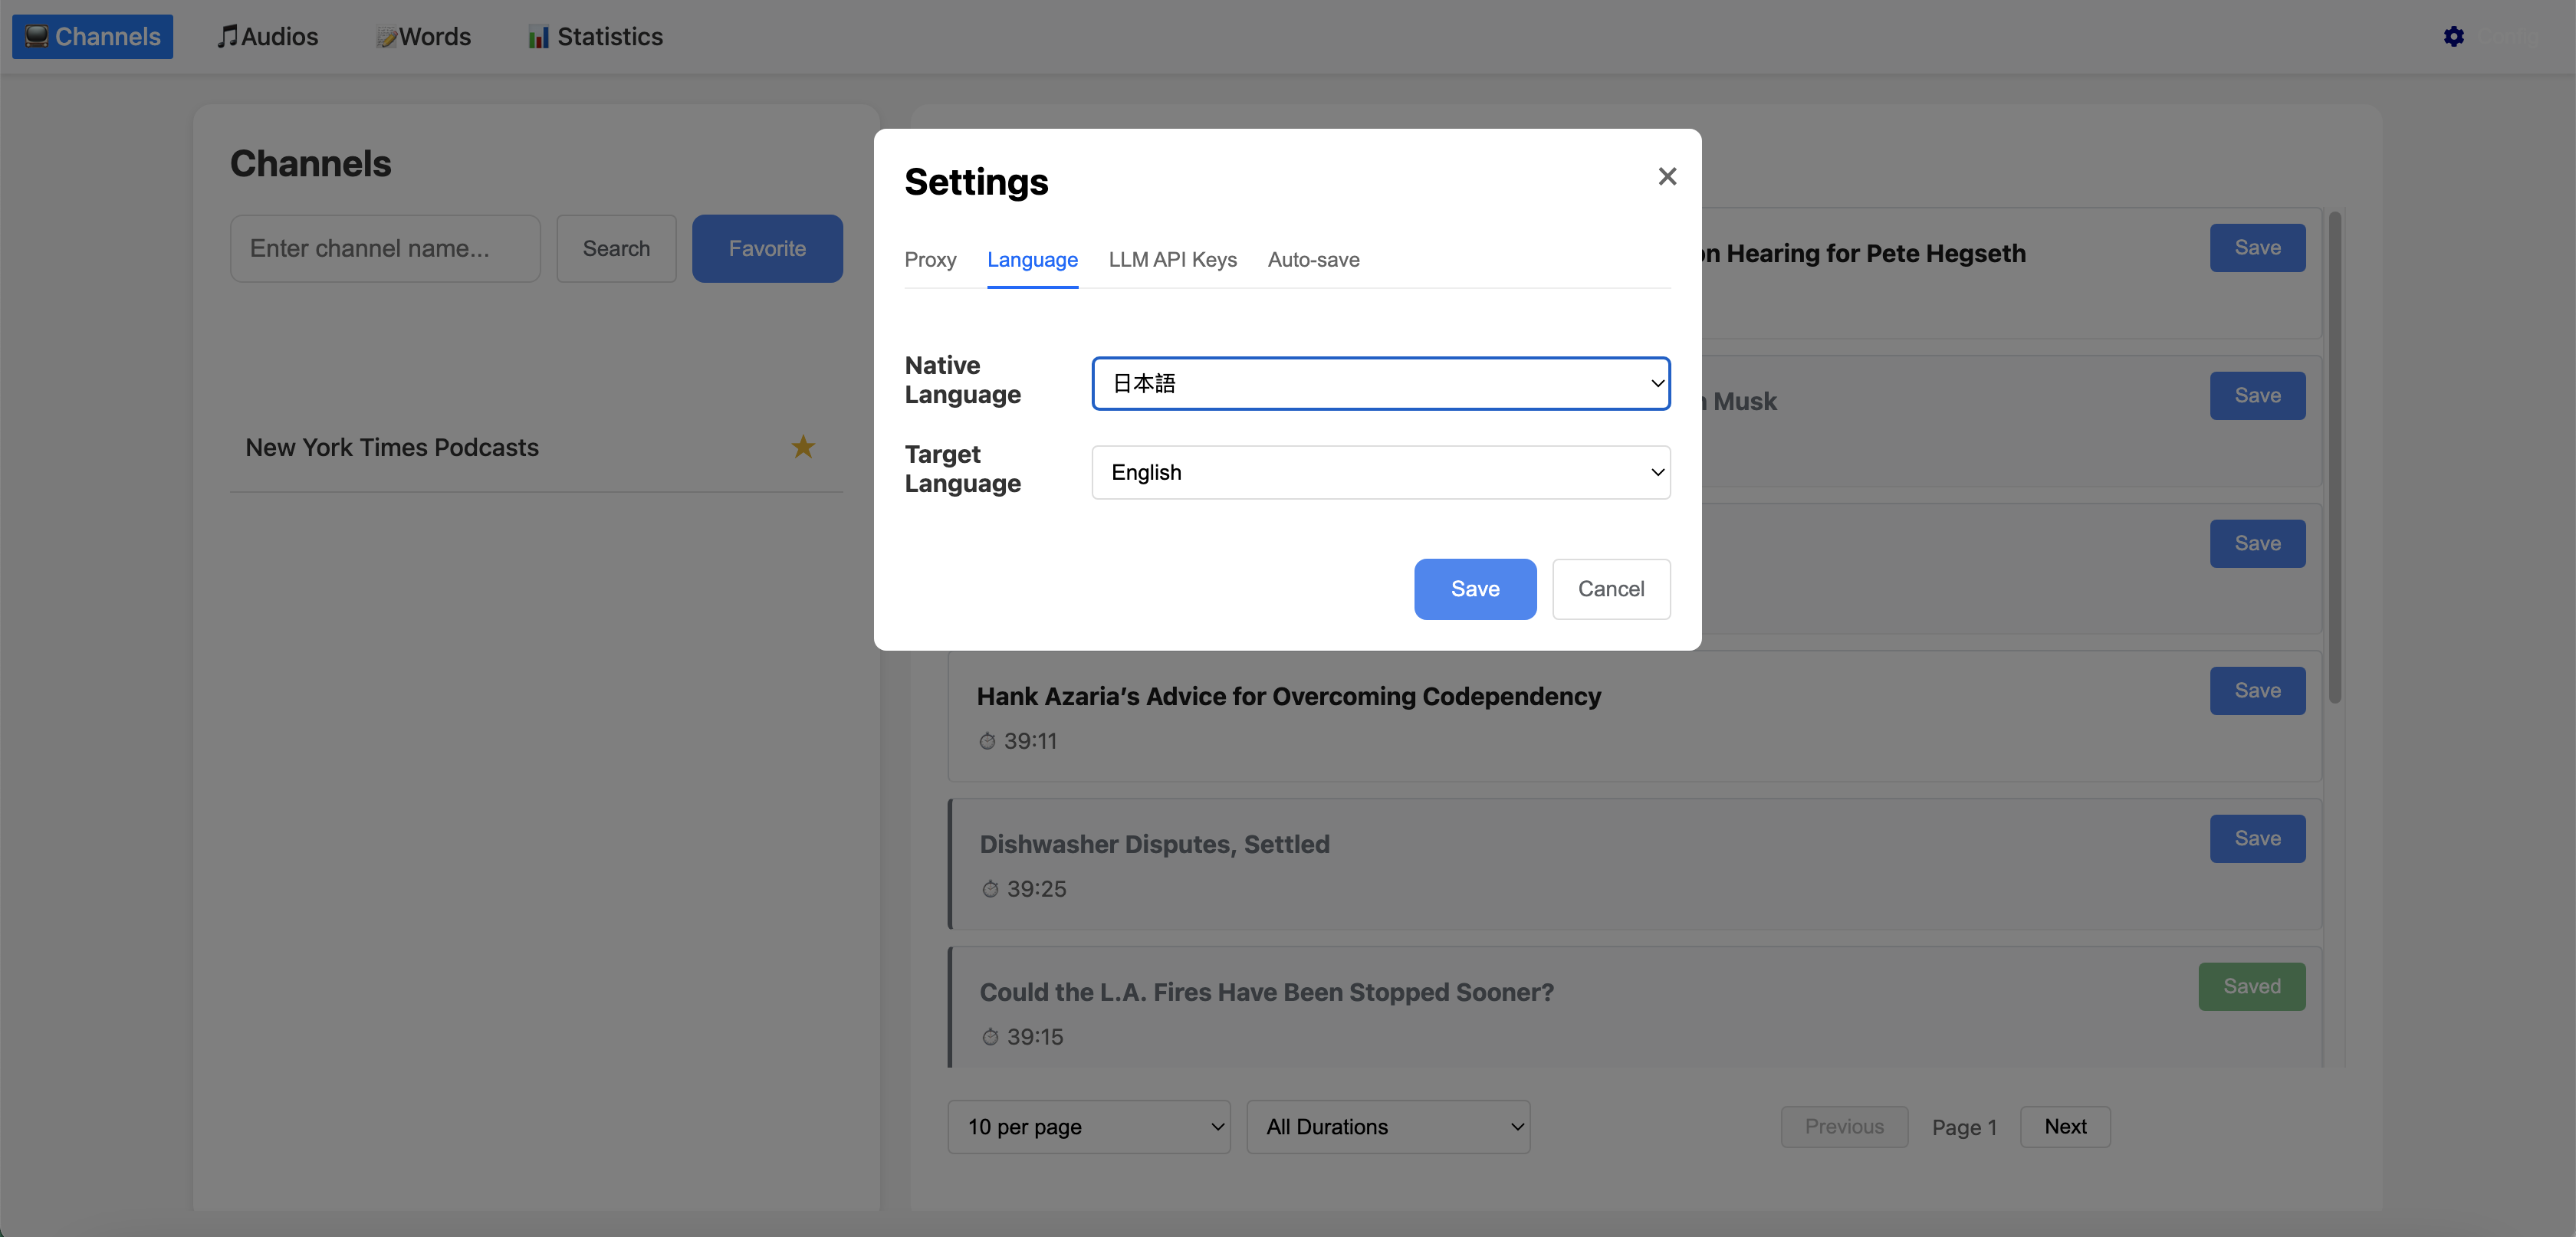 Channels
Audios
Words
Statistics
Channels
Enter channel name...
Search
Favorite
New York Times Podcasts
Settings
Proxy
Language
LLM API Keys
Auto-save
Native
Language
日本語
Target
Language
English
Save
Cancel
on Hearing for Pete Hegseth
Save
Musk
Save
Save
Hank Azaria’s Advice for Overcoming Codependency
Save
39:11
Dishwasher Disputes, Settled
Save
39:25
Could the L.A. Fires Have Been Stopped Sooner?
Saved
39:15
10 per page
All Durations
Previous
Page 1
Next